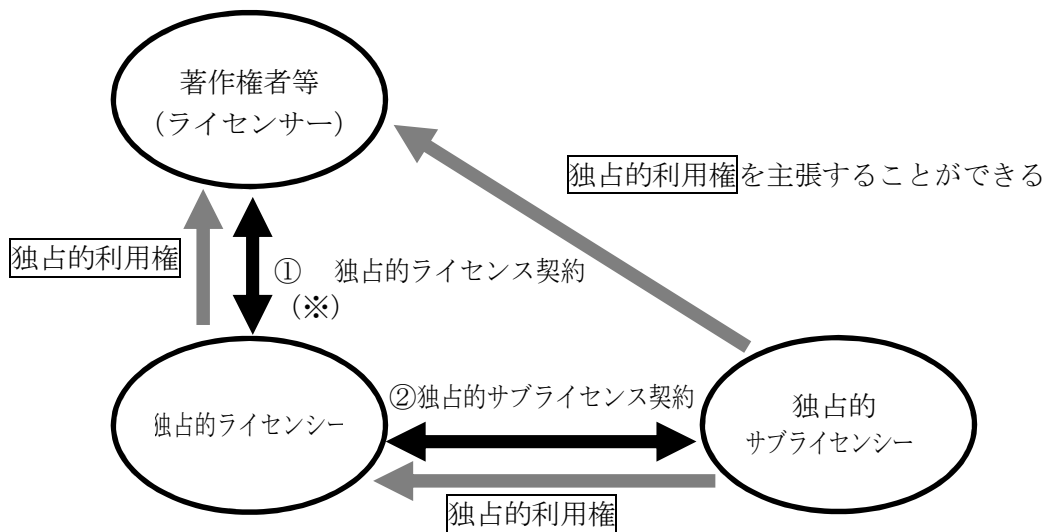 著作権者等
（ライセンサー）
独占的利用権を主張することができる
独占的利用権
①　独占的ライセンス契約
（※）
独占的ライセンシー
②独占的サブライセンス契約
独占的
サブライセンシー
独占的利用権